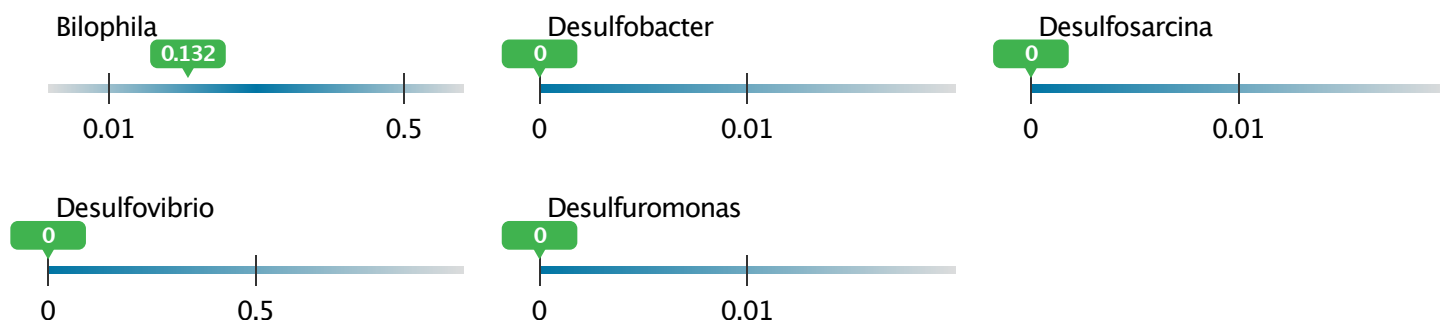 Bilophila
0.132
0.01 0.5
Desulfobacter
0
0 0.01
Desulfosarcina
0
0 0.01
Desulfovibrio
0
0 0.5
Desulfuromonas
0
0 0.01